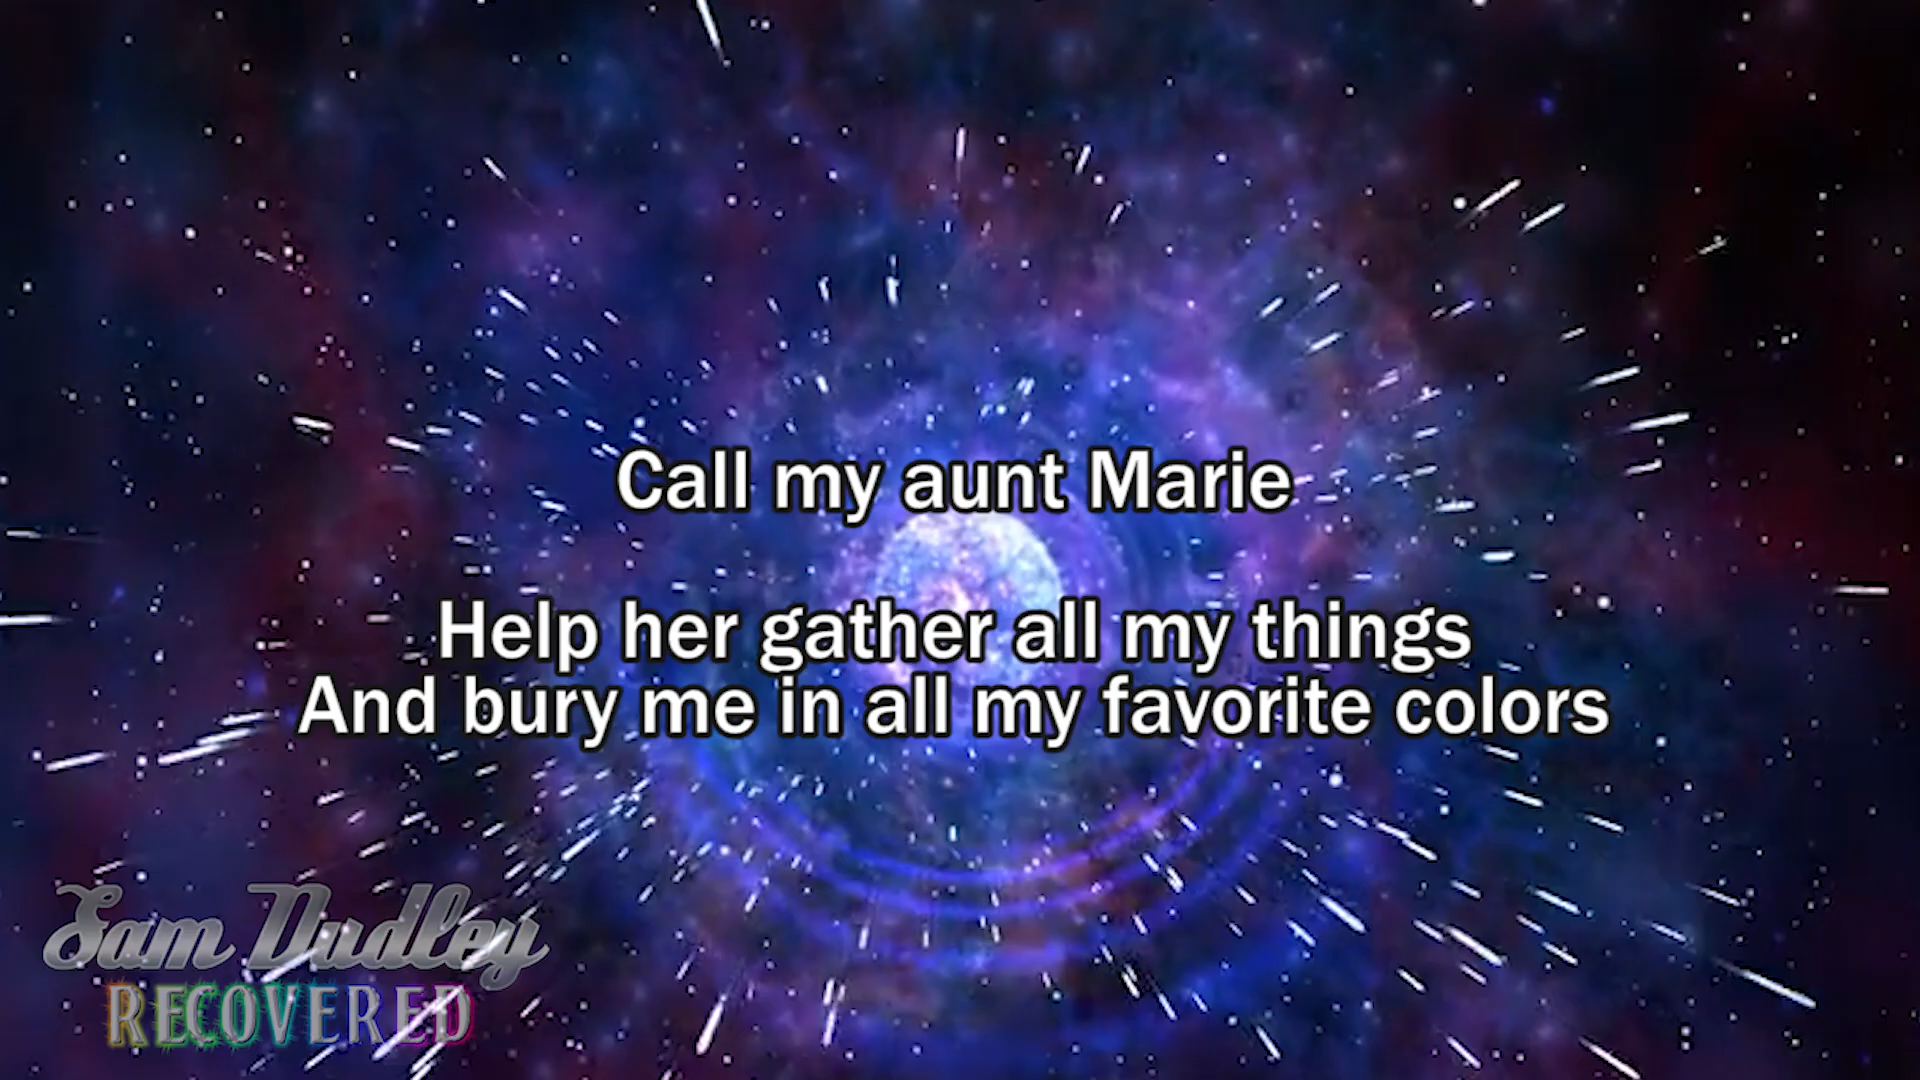 Call my aunt Marie
Help her gather all my things
And bury me in all my favorite colors
Sam Dudley
RECOVERED